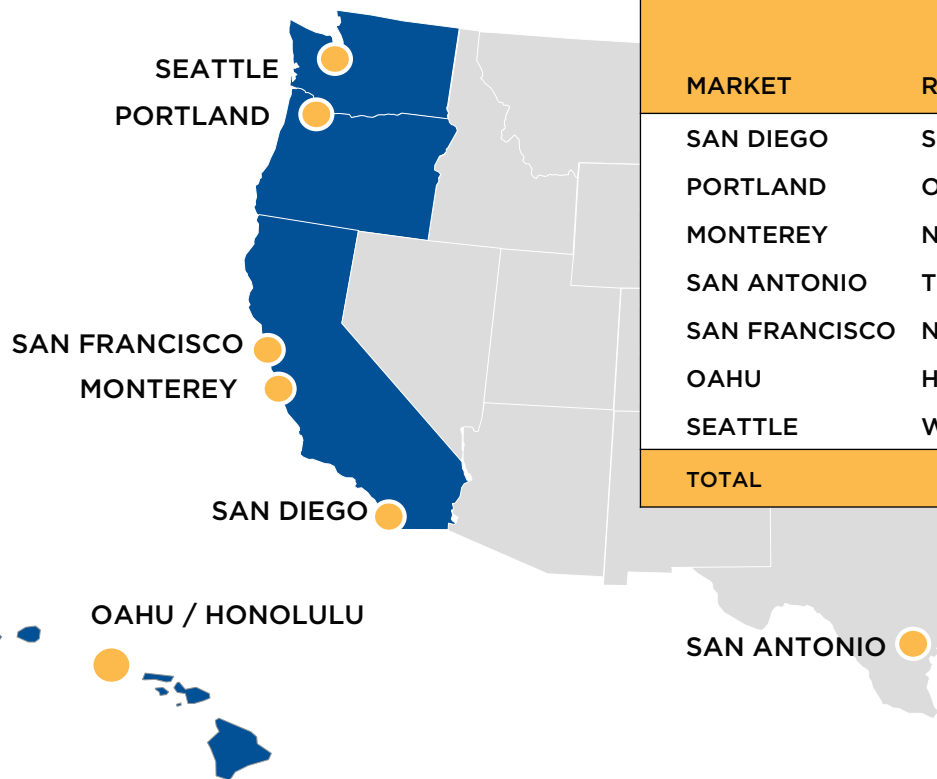 SEATTLE
PORTLAND
SAN FRANCISCO
MONTEREY
SAN DIEGO
OAHU / HONOLULU
SAN ANTONIO
MARKET R
SAN DIEGO S
PORTLAND O
MONTEREY N
SAN ANTONIO T
SAN FRANCISCO N
OAHU H
SEATTLE W
TOTAL